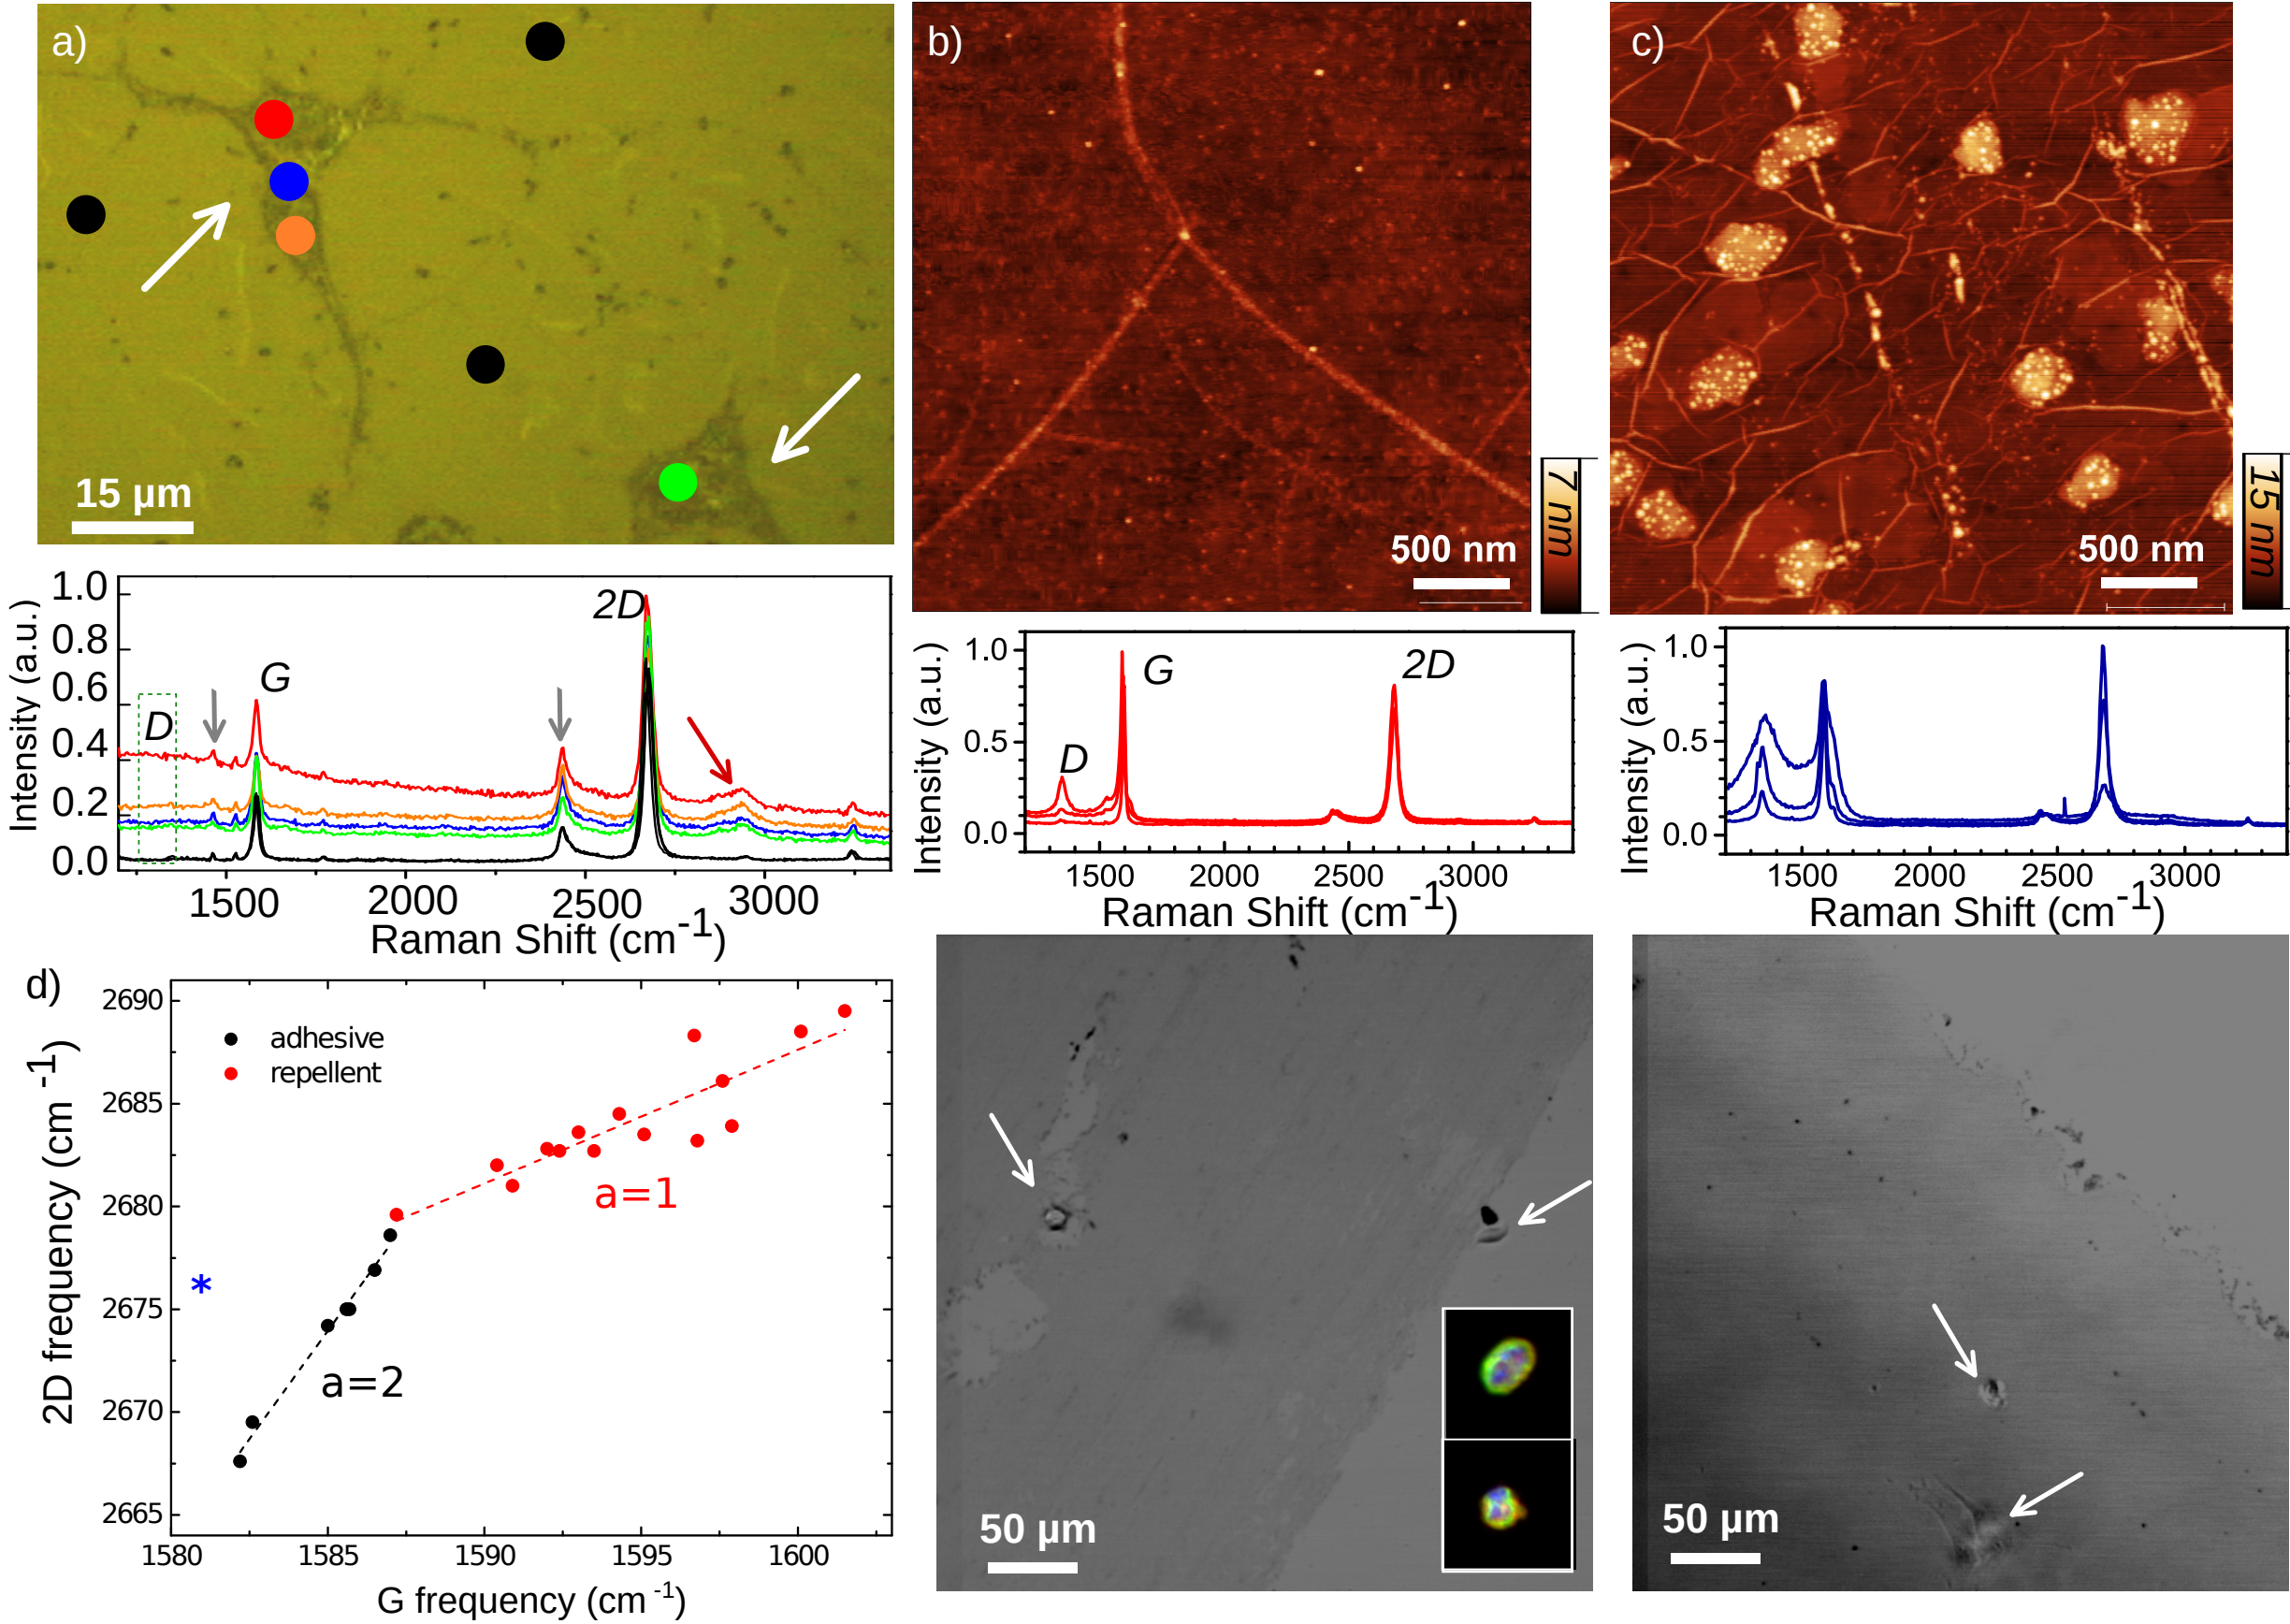 a)
15 µm
b)
500 nm
7 nm
c)
500 nm
15 nm
Intensity (a.u.)
1.0
0.8
0.6
0.4
0.2
0.0
D
G
2D
1500
2000
2500
3000
Raman Shift (cm-1)
Intensity (a.u.)
1.0
0.5
0.0
D
G
2D
1500
2000
2500
3000
Raman Shift (cm-1)
Intensity (a.u.)
1.0
0.5
0.0
1500
2000
2500
3000
Raman Shift (cm-1)
d)
2D frequency (cm -1)
2690
2685
2680
2675
2670
2665
adhesive
repellent
a=1
*
a=2
1580
1585
1590
1595
1600
G frequency (cm -1)
50 µm
50 µm